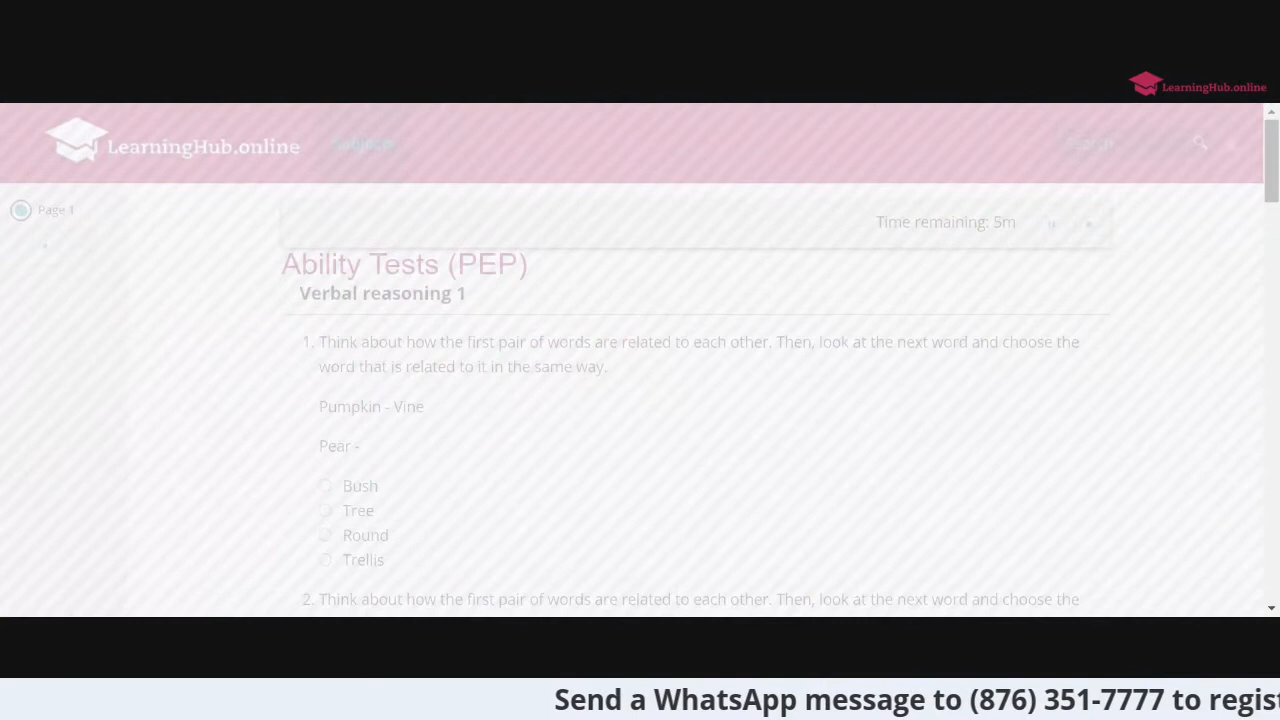 LearningHub.online
LearningHub.online
Subjects
Search
Page 1
Time remaining: 5m
Ability Tests (PEP)
Verbal reasoning 1
1. Think about how the first pair of words are related to each other. Then, look at the next word and choose the
word that is related to it in the same way.
Pumpkin - Vine
Pear -
Bush
Tree
Round
Trellis
2. Think about how the first pair of words are related to each other. Then, look at the next word and choose the
Send a WhatsApp message to (876) 351-7777 to regist